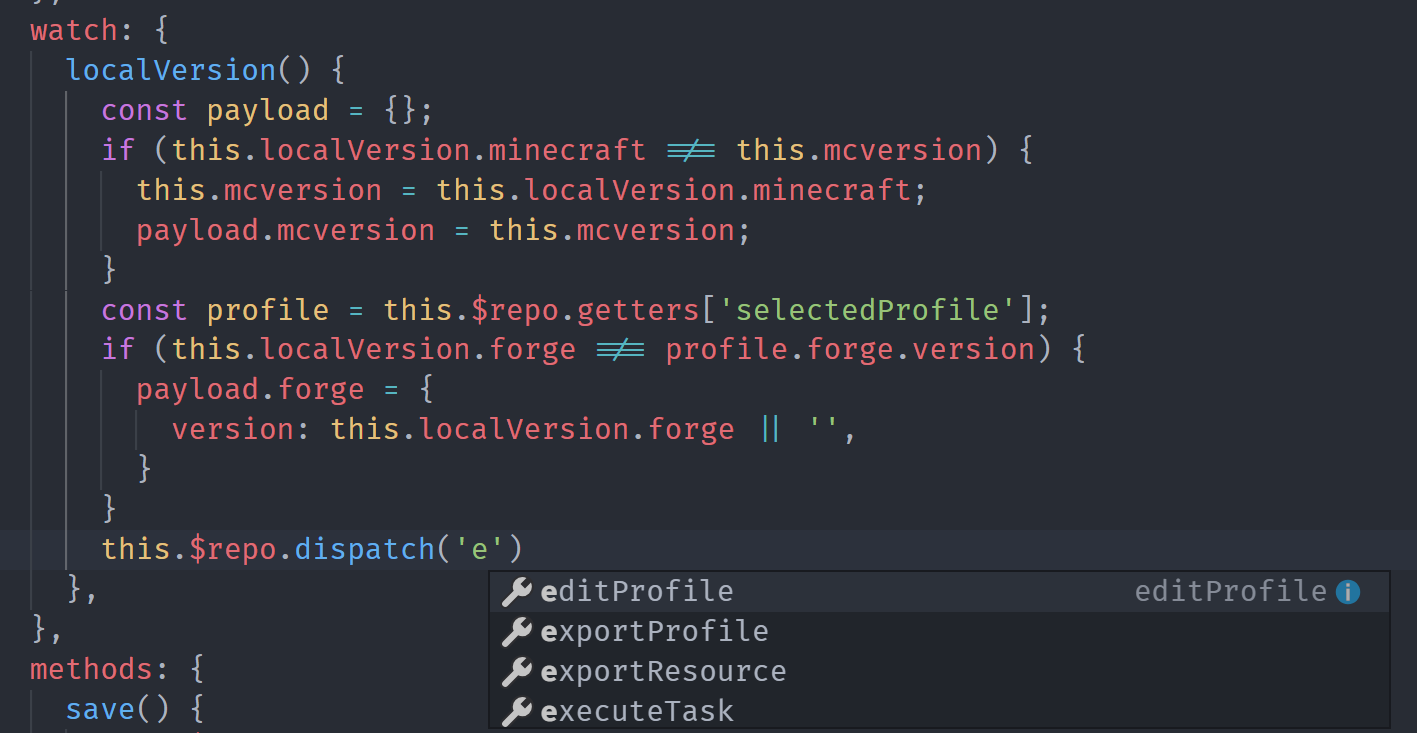 },
watch: {
localVersion() {
const payload = {};
if (this.localVersion.minecraft !== this.mcversion) {
this.mcversion = this.localVersion.minecraft;
payload.mcversion = this.mcversion;
}
const profile = this.$repo.getters['selectedProfile'];
if (this.localVersion.forge !== profile.forge.version) {
payload.forge = {
version: this.localVersion.forge || '',
}
}
this.$repo.dispatch('e')
},
editProfile editProfile
},
exportProfile
methods: {
exportResource
save() {
executeTask